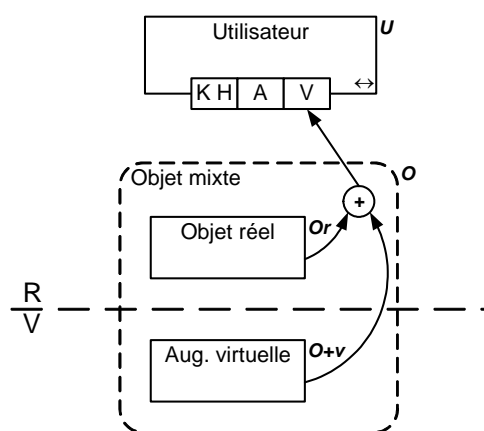 Utilisateur
U
K H
A
V
↔
Objet mixte
O
+
Objet réel
Or
R
V
Aug. virtuelle
O+v